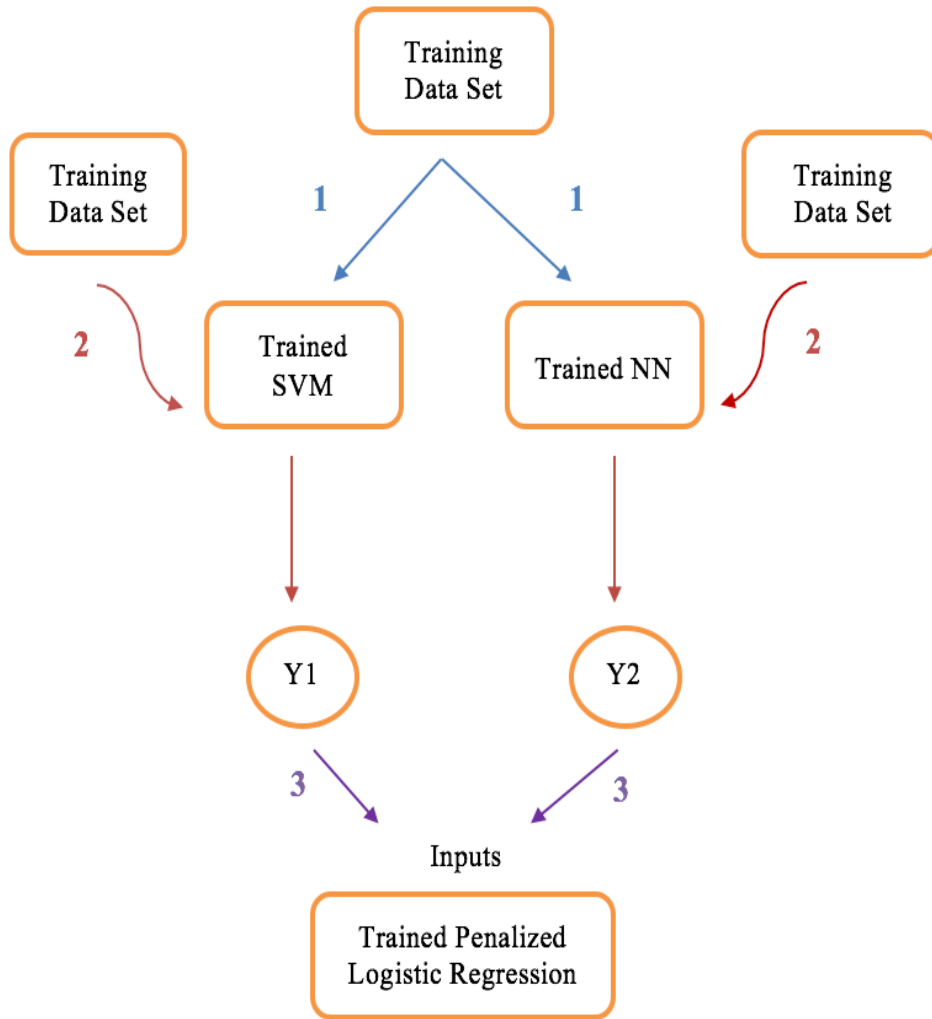 Training
Data Set
Training
Data Set
Training
Data Set
1
1
2
2
Trained
SVM
Trained NN
Y1
Y2
3
3
Inputs
Trained Penalized
Logistic Regression